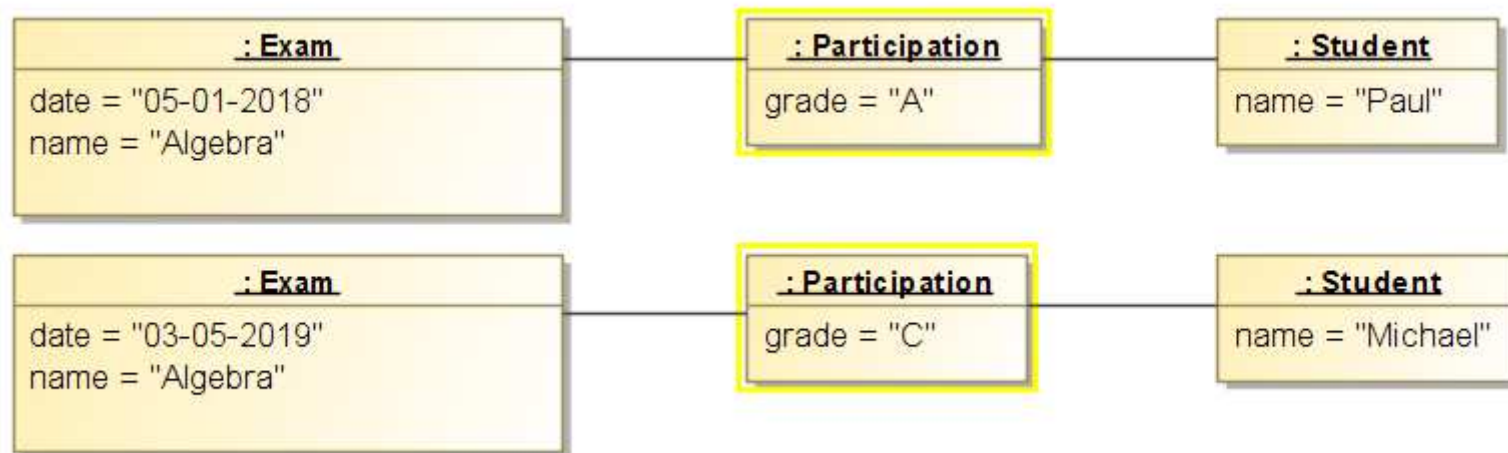 : Exam
date = "05-01-2018"
name = "Algebra"
: Participation
grade = "A"
: Student
name = "Paul"
: Exam
date = "03-05-2019"
name = "Algebra"
: Participation
grade = "C"
: Student
name = "Michael"